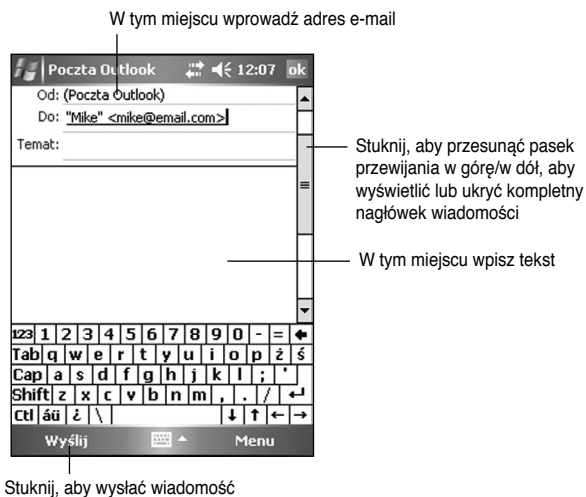 W tym miejscu wprowadź adres e-mail
Poczta Outlook 12:07 ok
Od: (Poczta Outlook)
Do: "Mike" <mike@email.com>
Temat:
Stuknij, aby przesunąć pasek
przewijania w górę/w dół, aby
wyświetlić lub ukryć kompletny
nagłówek wiadomości
W tym miejscu wpisz tekst
123 1 2 3 4 5 6 7 8 9 0 - =
Tab q w e r t y u i o p ż ś
Cap a s d f g h j k l ; '
Shift z x c v b n m , . /
Ctl áü ¿ \
Wyślij Menu
Stuknij, aby wysłać wiadomość